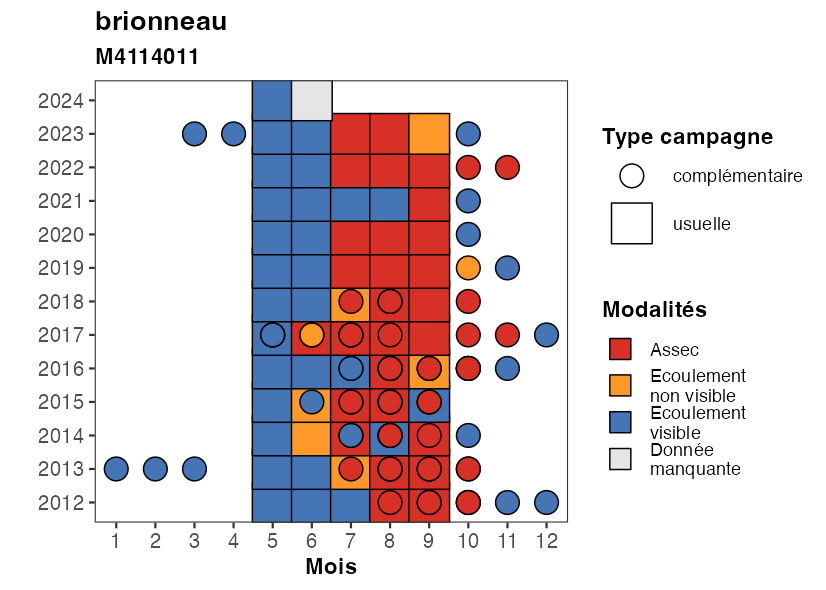 brionneau
M4114011
2024
2023
2022
2021
2020
2019
2018
2017
2016
2015
2014
2013
2012
1 2 3 4 5 6 7 8 9 10 11 12
Mois
Type campagne
complémentaire
usuelle
Modalités
Assec
Ecoulement
non visible
Ecoulement
visible
Donnée
manquante